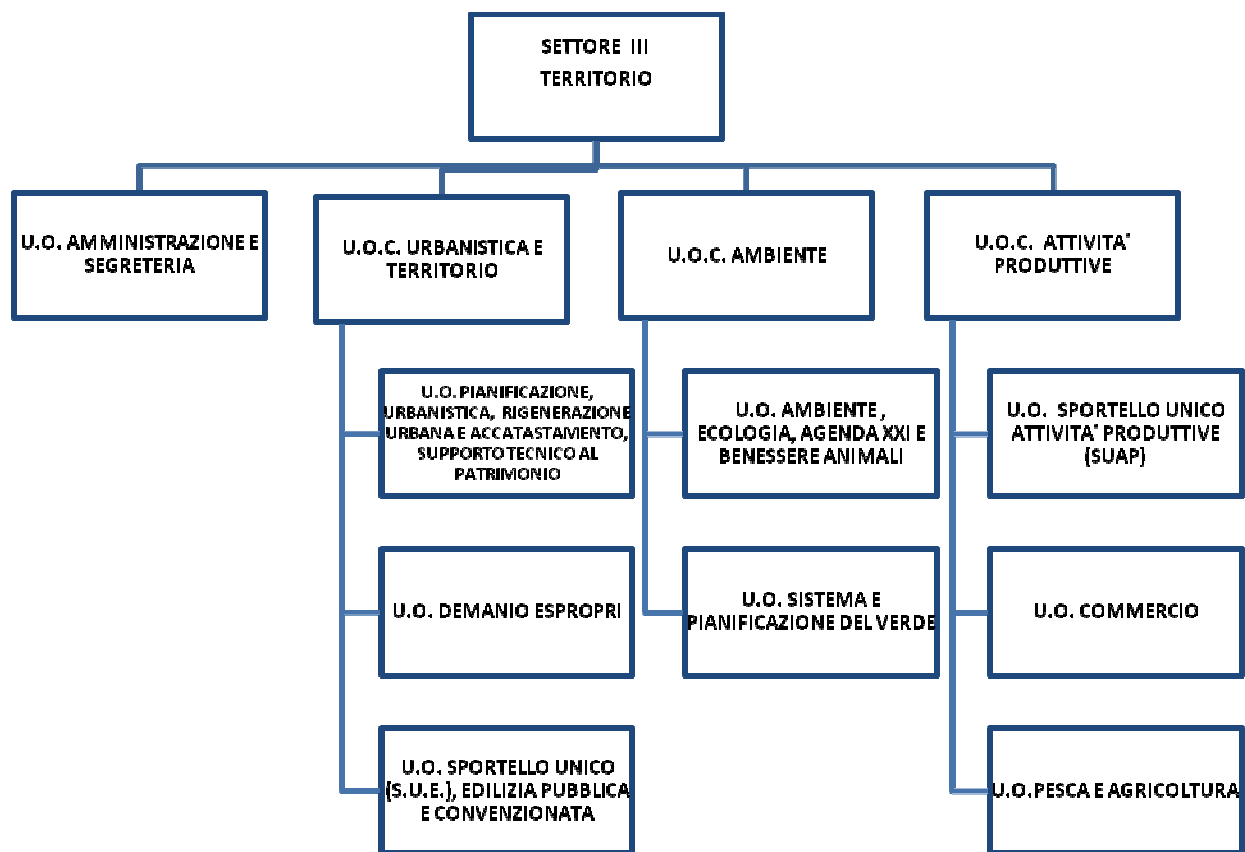 SETTORE III
TERRITORIO
U.O. AMMINISTRAZIONE E
SEGRETERIA
U.O.C. URBANISTICA E
TERRITORIO
U.O.C. AMBIENTE
U.O.C. ATTIVITA'
PRODUTTIVE
U.O. PIANIFICAZIONE,
URBANISTICA, RIGENERAZIONE
URBANA E ACCATASTAMENTO,
SUPPORTO TECNICO AL
PATRIMONIO
U.O. AMBIENTE ,
ECOLOGIA, AGENDA XXI E
BENESSERE ANIMALI
U.O. SPORTELLO UNICO
ATTIVITA' PRODUTTIVE
(SUAP)
U.O. DEMANIO ESPROPRI
U.O. SISTEMA E
PIANIFICAZIONE DEL VERDE
U.O. COMMERCIO
U.O. SPORTELLO UNICO
(S.U.E.), EDILIZIA PUBBLICA
E CONVENZIONATA
U.O.PESCA E AGRICOLTURA